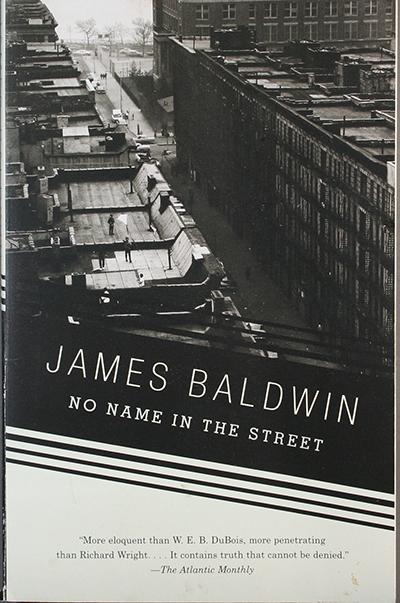 JAMES BALDWIN
NO NAME IN THE STREET
“More eloquent than W. E. B. DuBois, more penetrating
than Richard Wright. . . . It contains truth that cannot be denied.”
—The Atlantic Monthly